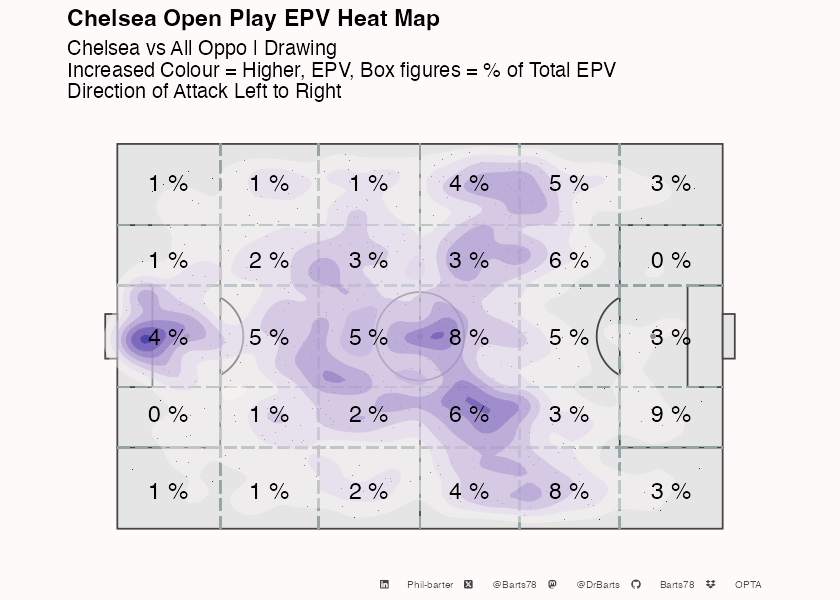 Chelsea Open Play EPV Heat Map
Chelsea vs All Oppo | Drawing
Increased Colour = Higher, EPV, Box figures = % of Total EPV
Direction of Attack Left to Right
1 % 1 % 1 % 4 % 5 % 3 %
1 % 2 % 3 % 3 % 6 % 0 %
4 % 5 % 5 % 8 % 5 % 3 %
0 % 1 % 2 % 6 % 3 % 9 %
1 % 1 % 2 % 4 % 8 % 3 %
Phil-barter @Barts78 @DrBarts Barts78 OPTA